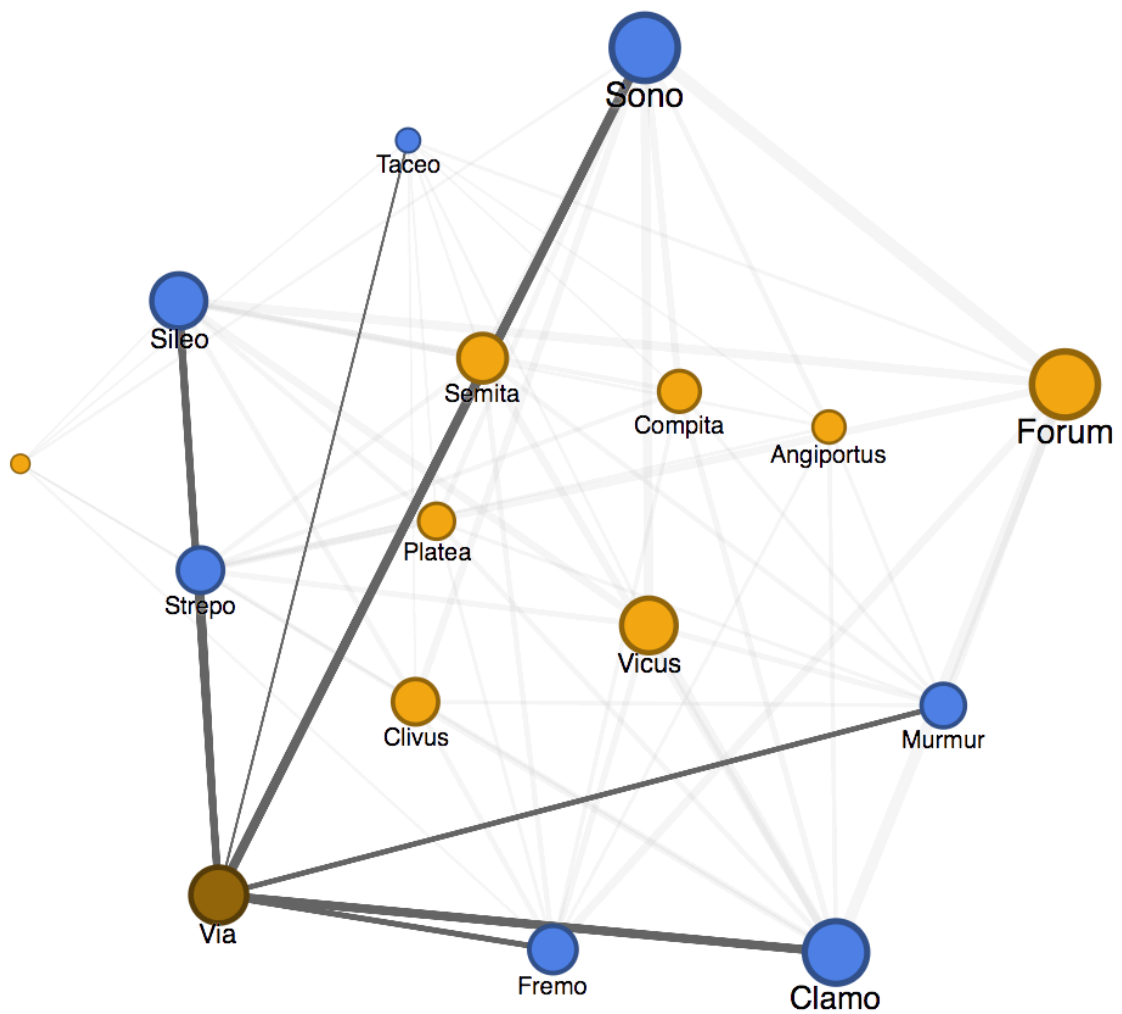 Sono
Taceo
Sileo
Semita
Compita
Forum
Angiportus
Platea
Strepo
Vicus
Clivus
Murmur
Via
Fremo
Clamo